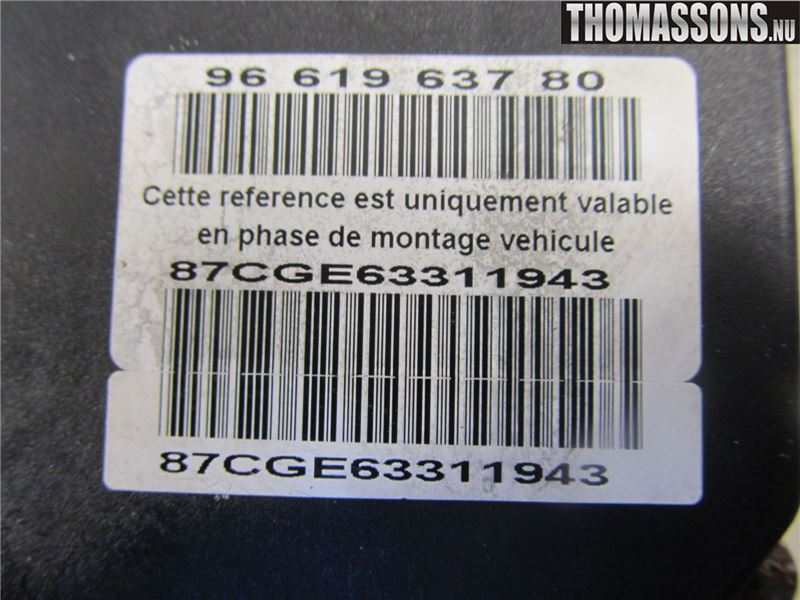 THOMASSONS.NU
96 619 637 80
Cette reference est uniquement valable
en phase de montage vehicule
87CGE63311943
87CGE63311943